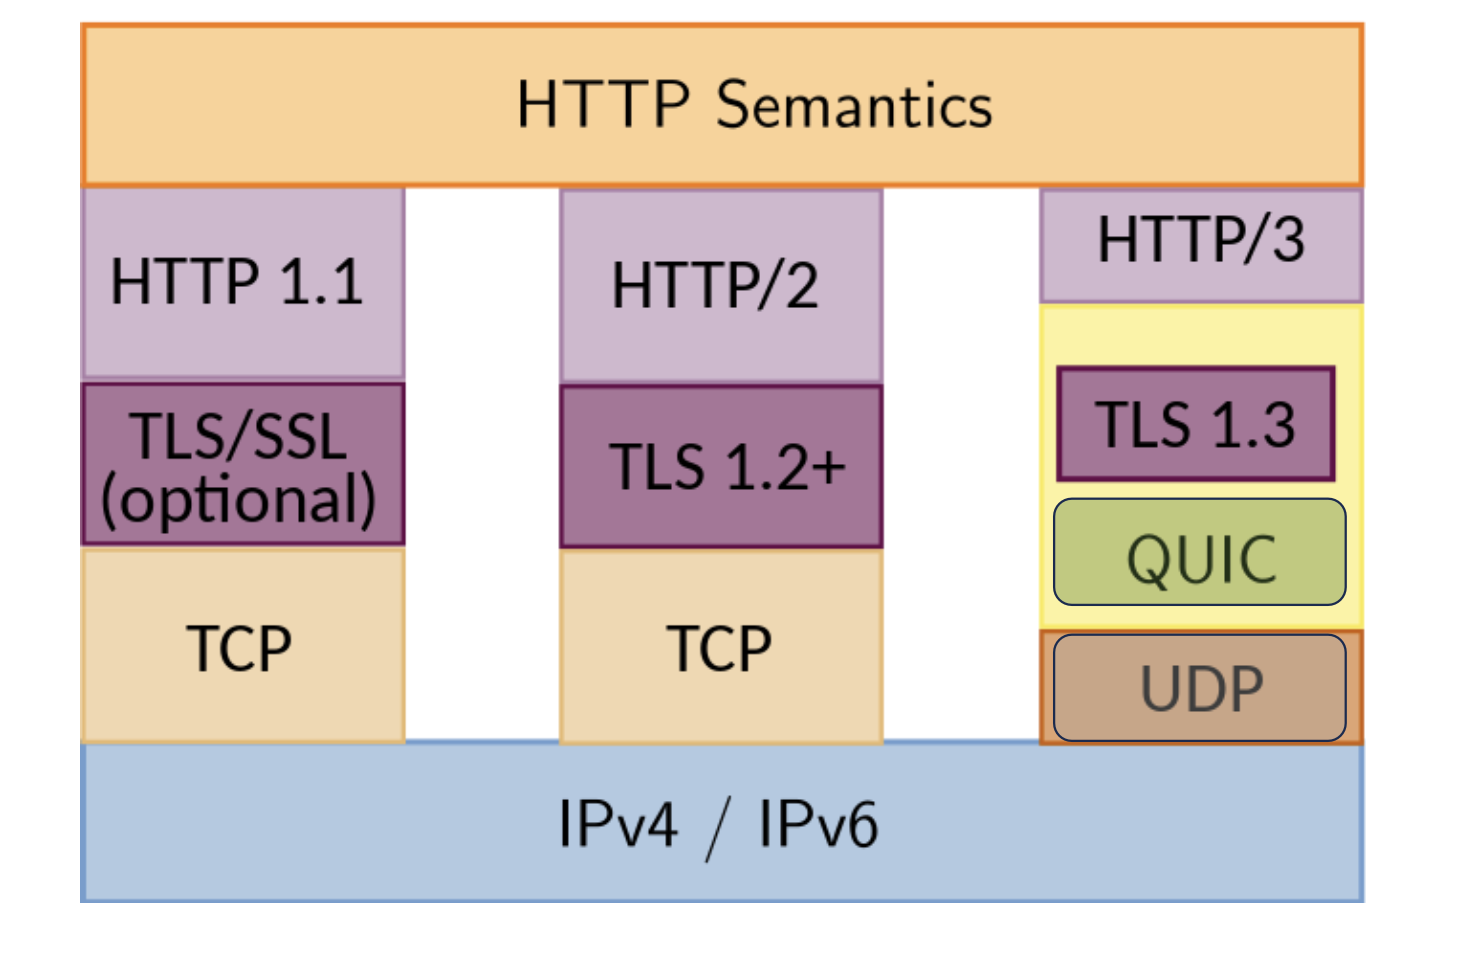 HTTP Semantics
HTTP 1.1
TLS/SSL
(optional)
TCP
HTTP/2
TLS 1.2+
TCP
HTTP/3
TLS 1.3
QUIC
UDP
IPv4 / IPv6